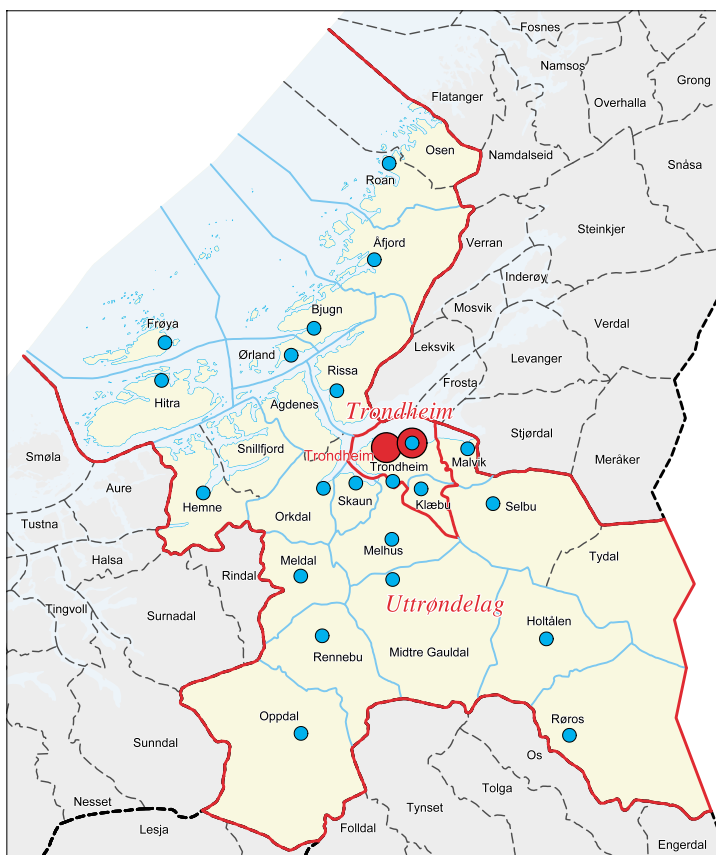 Fosnes
Namsos
Grong
Flatanger
Overhalla
Osen
Namdalseid
Snåsa
Roan
Steinkjer
Åfjord
Verran
Inderøy
Mosvik
Bjugn
Verdal
Frøya
Leksvik
Ørland
Levanger
Rissa
Frosta
Hitra
Agdenes
Trondheim
Stjørdal
Snillfjord
Trondheim
Smøla
Trondheim
Malvik
Meråker
Aure
Skaun
Klæbu
Hemne
Selbu
Orkdal
Tustna
Melhus
Tydal
Halsa
Meldal
Rindal
Tingvoll
Uttrøndelag
Surnadal
Holtålen
Rennebu
Midtre Gauldal
Oppdal
Røros
Sunndal
Os
Tolga
Nesset
Tynset
Lesja
Folldal
Engerdal